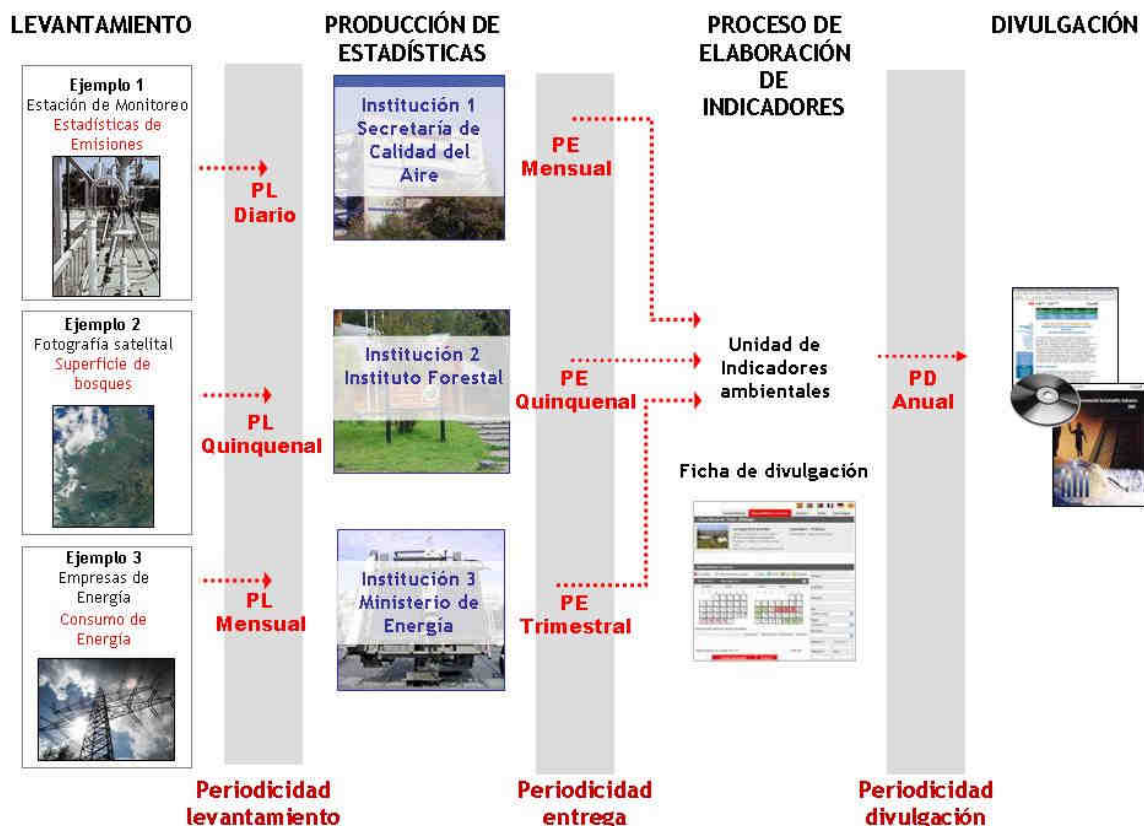 LEVANTAMIENTO
PRODUCCIÓN DE
ESTADÍSTICAS
PROCESO DE
ELABORACIÓN
DE
INDICADORES
DIVULGACIÓN
Ejemplo 1
Estación de Monitoreo
Estadísticas de
Emisiones
PL
Diario
Institución 1
Secretaría de
Calidad del
Aire
PE
Mensual
Ejemplo 2
Fotografía satelital
Superficie de
bosques
PL
Quinquenal
Institución 2
Instituto Forestal
PE
Quinquenal
Unidad de
Indicadores
ambientales
PD
Anual
Ficha de divulgación
Ejemplo 3
Empresas de
Energía
Consumo de
Energía
PL
Mensual
Institución 3
Ministerio de
Energía
PE
Trimestral
Periodicidad
levantamiento
Periodicidad
entrega
Periodicidad
divulgación